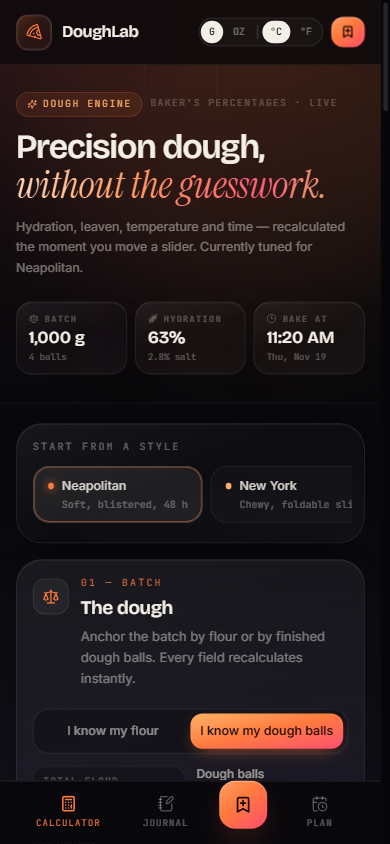 DoughLab
G OZ °C °F
DOUGH ENGINE
BAKER'S PERCENTAGES · LIVE
Precision dough,
without the guesswork.
Hydration, leaven, temperature and time — recalculated
the moment you move a slider. Currently tuned for
Neapolitan.
BATCH
1,000 g
4 balls
HYDRATION
63%
2.8% salt
BAKE AT
11:20 AM
Thu, Nov 19
START FROM A STYLE
Neapolitan
Soft, blistered, 48 h
New York
Chewy, foldable sli
01 — BATCH
The dough
Anchor the batch by flour or by finished
dough balls. Every field recalculates
instantly.
I know my flour
I know my dough balls
TOTAL FLOUR
Dough balls
CALCULATOR
JOURNAL
PLAN